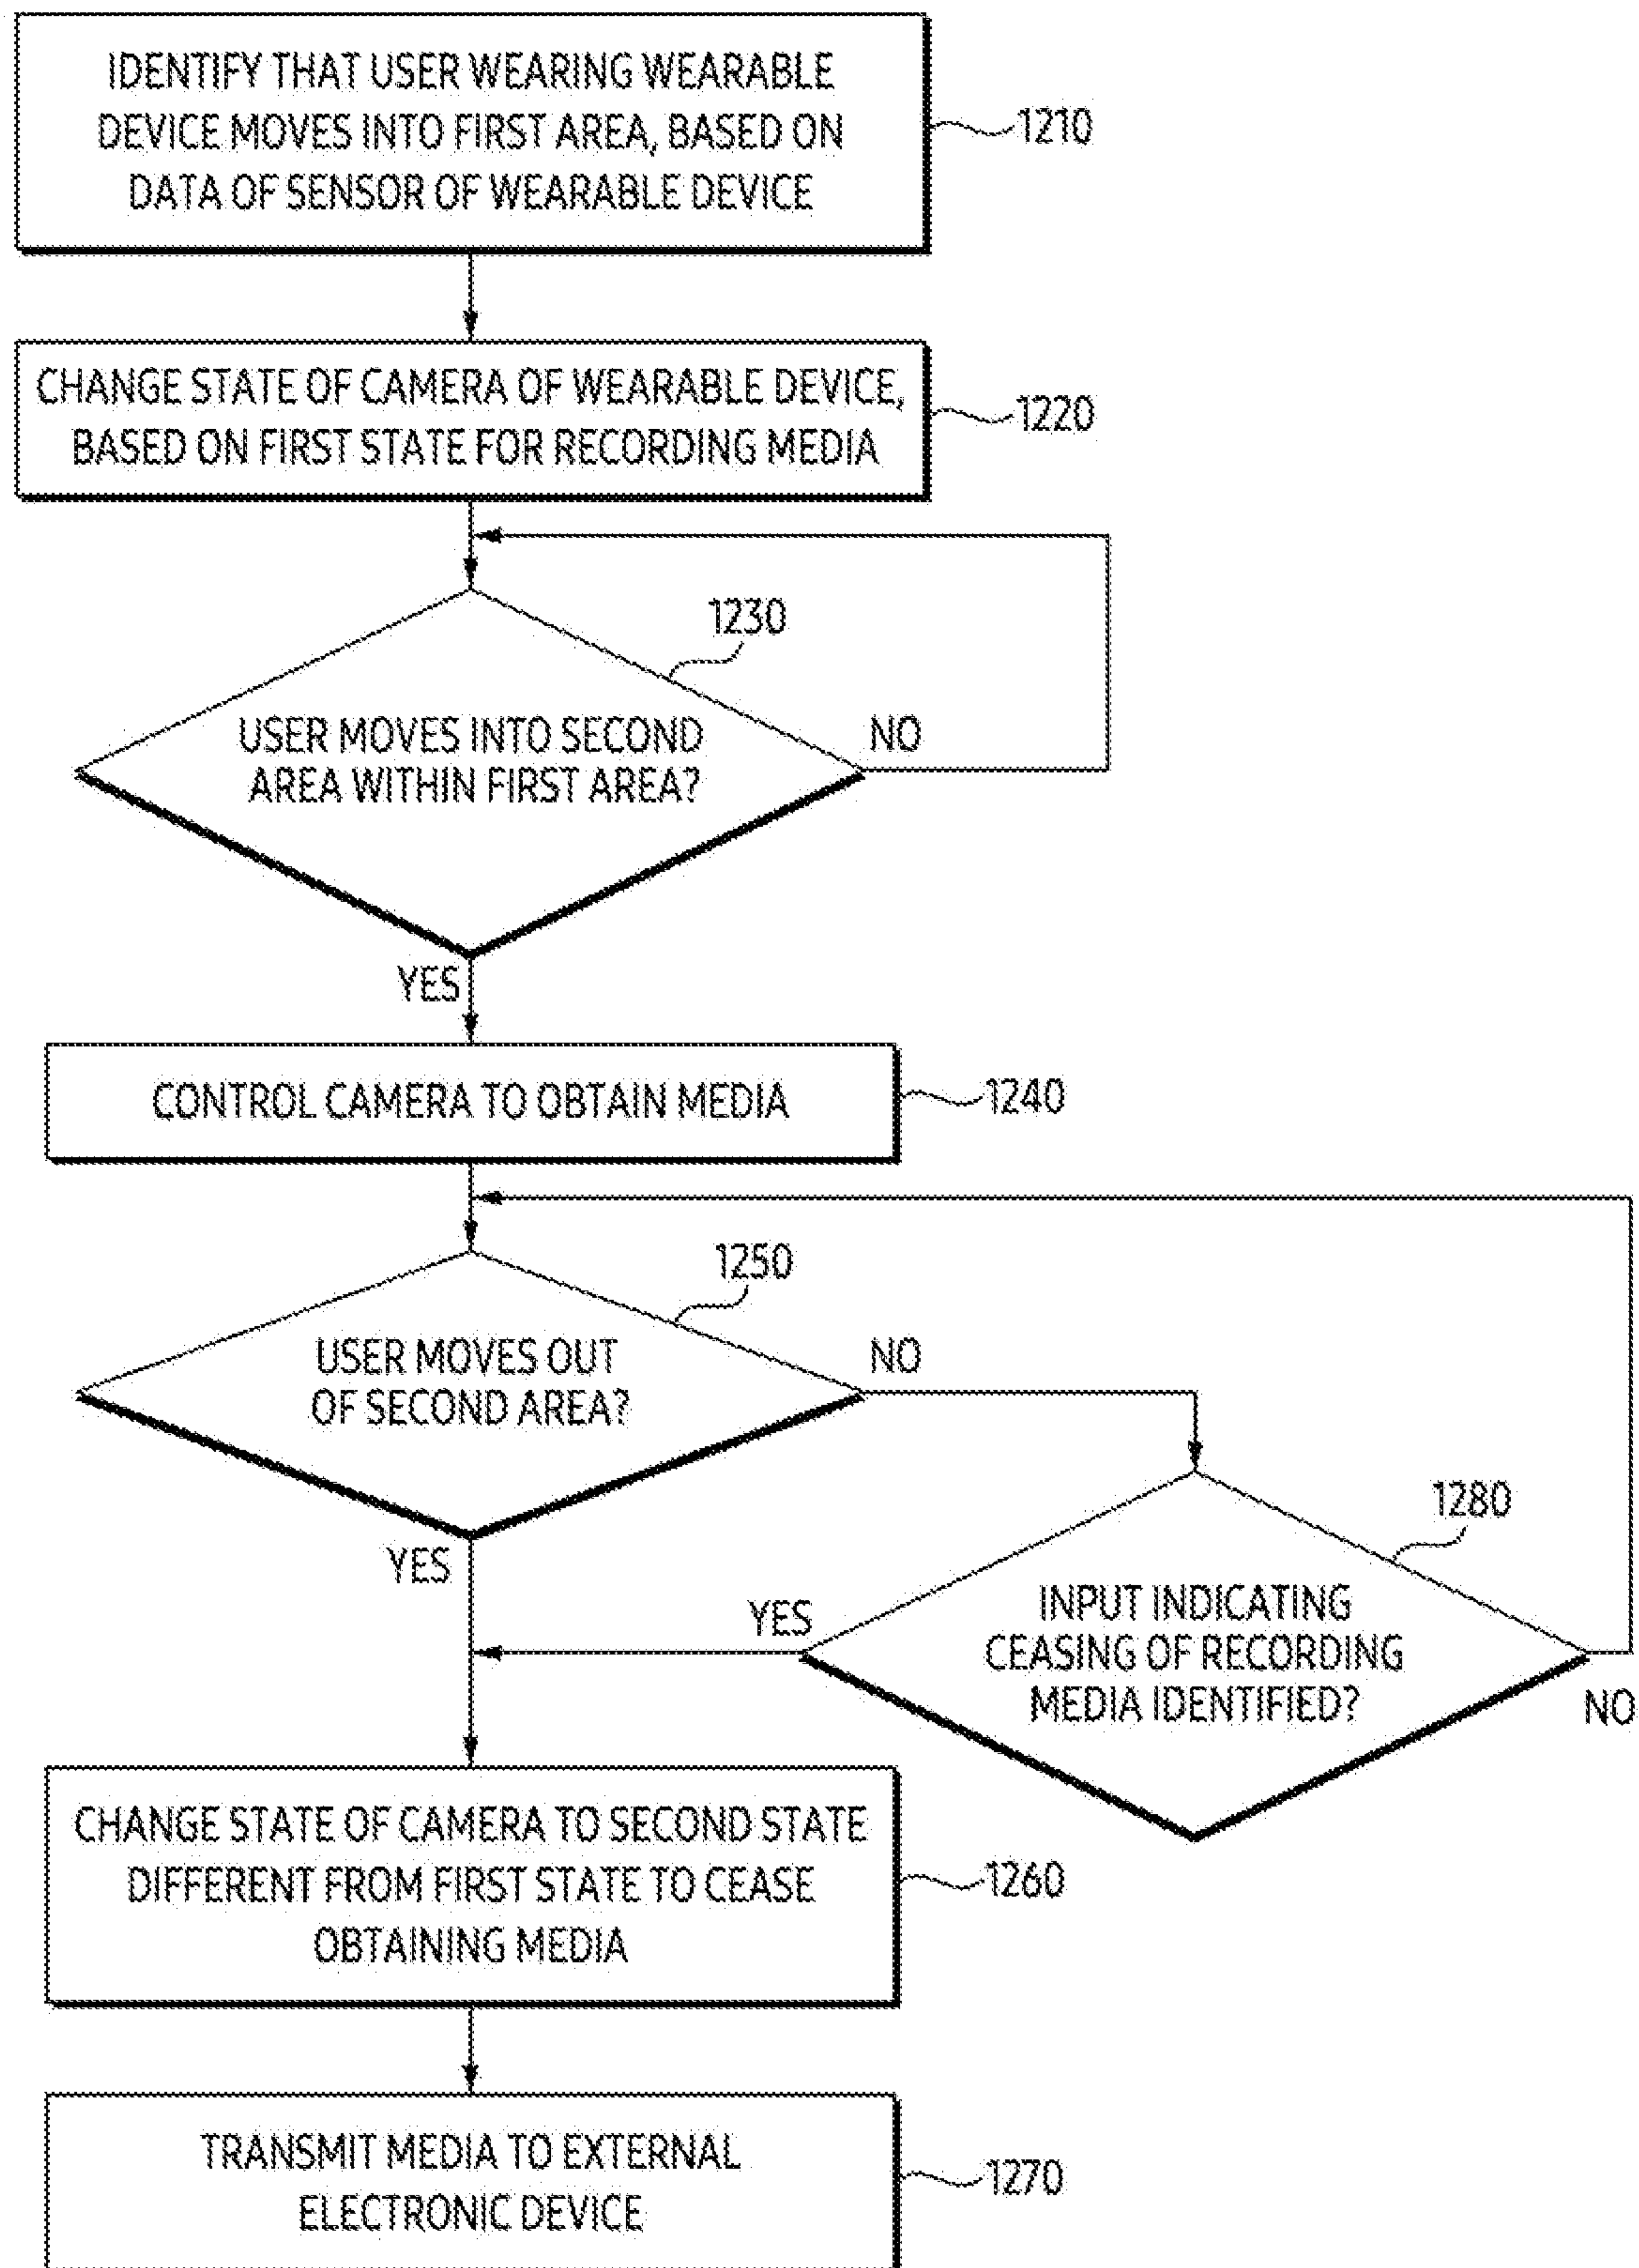 IDENTIFY THAT USER WEARING WEARABLE
DEVICE MOVES INTO FIRST AREA, BASED ON
DATA OF SENSOR OF WEARABLE DEVICE
1210
CHANGE STATE OF CAMERA OF WEARABLE DEVICE,
BASED ON FIRST STATE FOR RECORDING MEDIA
1220
1230
USER MOVES INTO SECOND
AREA WITHIN FIRST AREA?
NO
YES
CONTROL CAMERA TO OBTAIN MEDIA
1240
1250
USER MOVES OUT
OF SECOND AREA?
NO
YES
1280
INPUT INDICATING
CEASING OF RECORDING
MEDIA IDENTIFIED?
YES
NO
CHANGE STATE OF CAMERA TO SECOND STATE
DIFFERENT FROM FIRST STATE TO CEASE
OBTAINING MEDIA
1260
TRANSMIT MEDIA TO EXTERNAL
ELECTRONIC DEVICE
1270